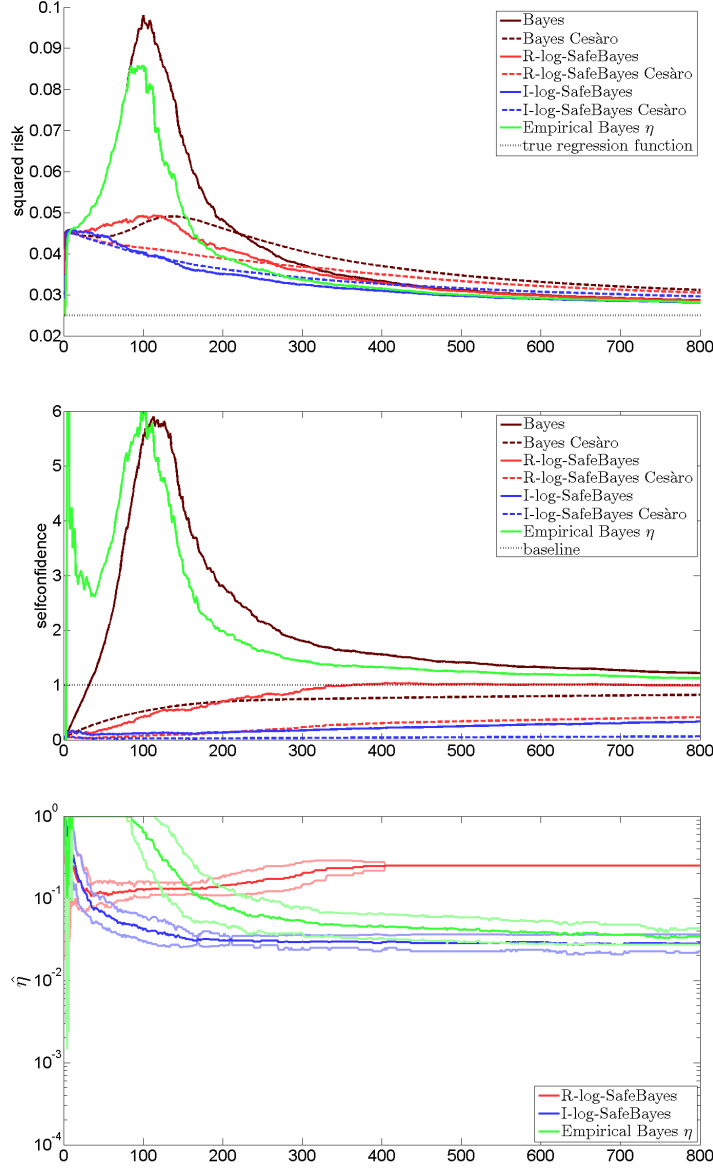 0.1
0.09
0.08
0.07
0.06
0.05
0.04
0.03
0.02
squared risk
0 100 200 300 400 500 600 700 800
Bayes
Bayes Cesàro
R-log-SafeBayes
R-log-SafeBayes Cesàro
I-log-SafeBayes
I-log-SafeBayes Cesàro
Empirical Bayes η
true regression function
6
5
4
3
2
1
0
selfconfidence
0 100 200 300 400 500 600 700 800
Bayes
Bayes Cesàro
R-log-SafeBayes
R-log-SafeBayes Cesàro
I-log-SafeBayes
I-log-SafeBayes Cesàro
Empirical Bayes η
baseline
10^0
10^-1
10^-2
10^-3
10^-4
η̂
0 100 200 300 400 500 600 700 800
R-log-SafeBayes
I-log-SafeBayes
Empirical Bayes η